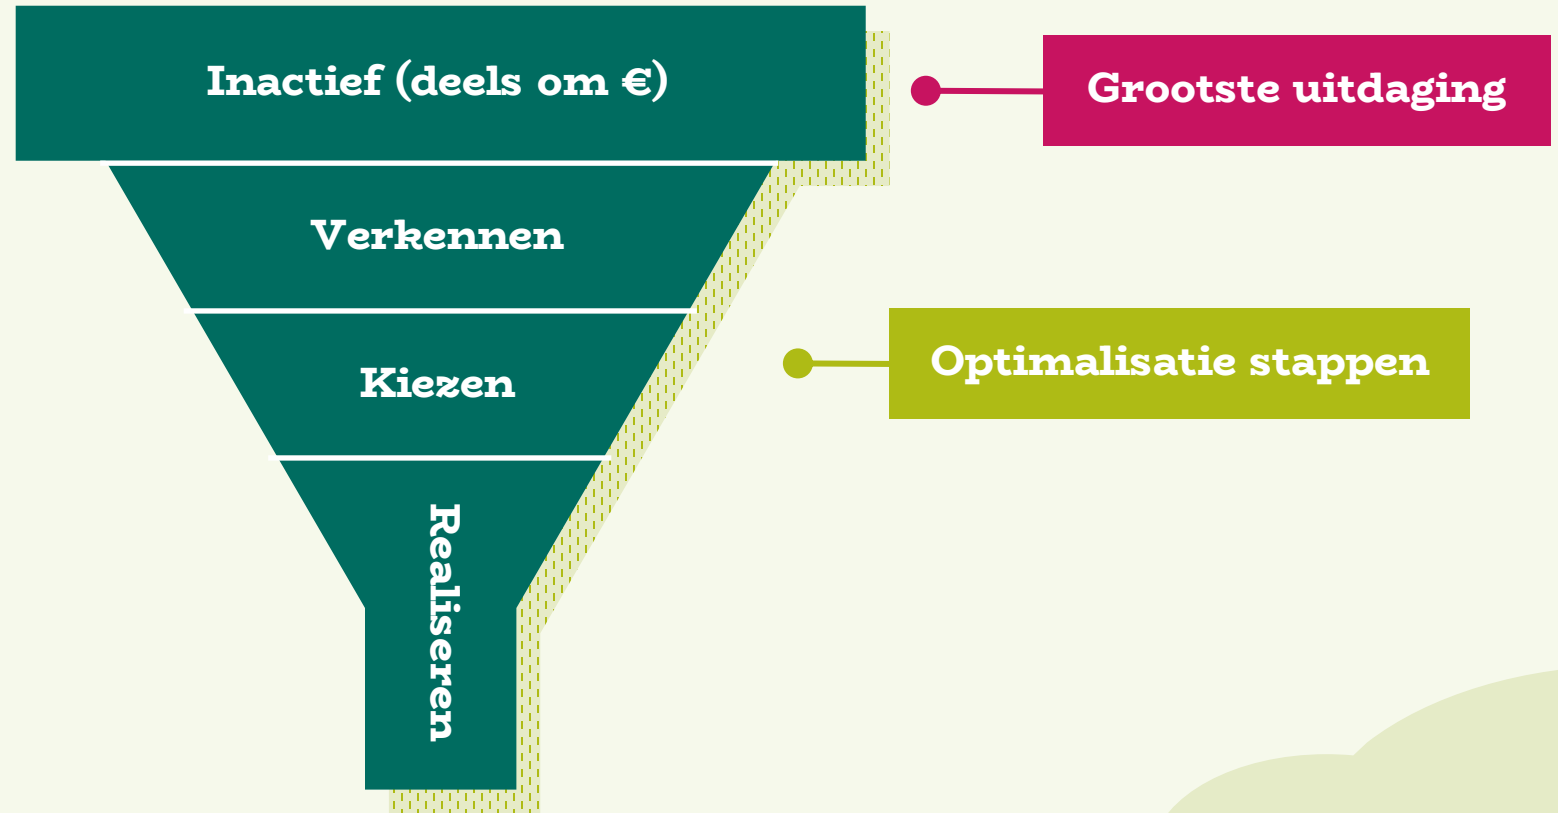 Inactief (deels om €)
Grootste uitdaging
Verkennen
Kiezen
Optimalisatie stappen
Realiseren